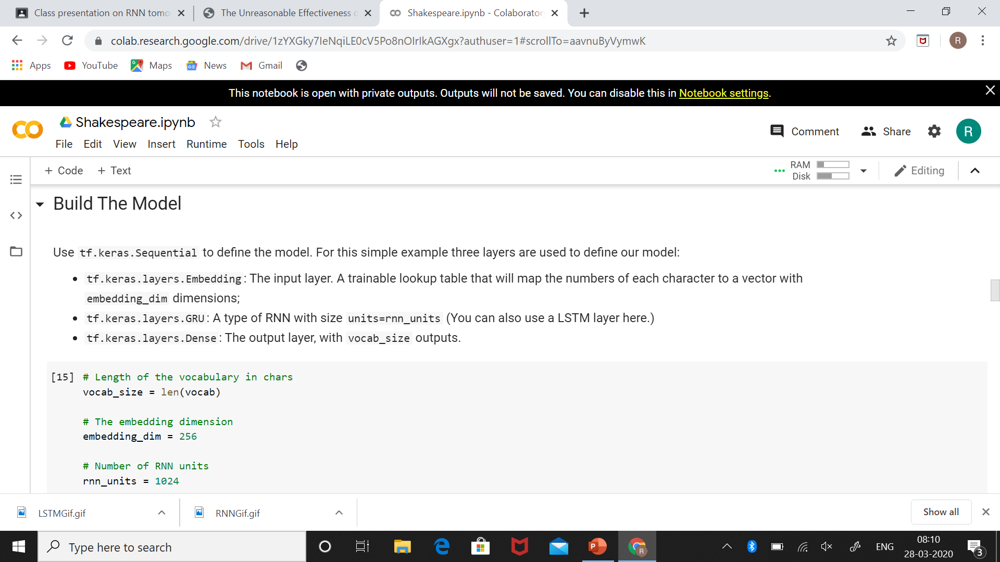 Class presentation on RNN tomo
The Unreasonable Effectiveness o
Shakespeare.ipynb - Colaborator
colab.research.google.com/drive/1zYXGky7IeNqiLE0cV5Po8nOIrIkAGXgx?authuser=1#scrollTo=aavnuByVymwK
R
Apps
YouTube
Maps
News
Gmail
This notebook is open with private outputs. Outputs will not be saved. You can disable this in Notebook settings.
Shakespeare.ipynb
Comment
Share
R
File Edit View Insert Runtime Tools Help
+ Code + Text
RAM
Disk
Editing
Build The Model
Use tf.keras.Sequential to define the model. For this simple example three layers are used to define our model:
• tf.keras.layers.Embedding: The input layer. A trainable lookup table that will map the numbers of each character to a vector with
embedding_dim dimensions;
• tf.keras.layers.GRU: A type of RNN with size units=rnn_units (You can also use a LSTM layer here.)
• tf.keras.layers.Dense: The output layer, with vocab_size outputs.
[15] # Length of the vocabulary in chars
vocab_size = len(vocab)
# The embedding dimension
embedding_dim = 256
# Number of RNN units
rnn_units = 1024
LSTMGif.gif
RNNGif.gif
Show all
Type here to search
P
R
ENG
08:10
28-03-2020
3